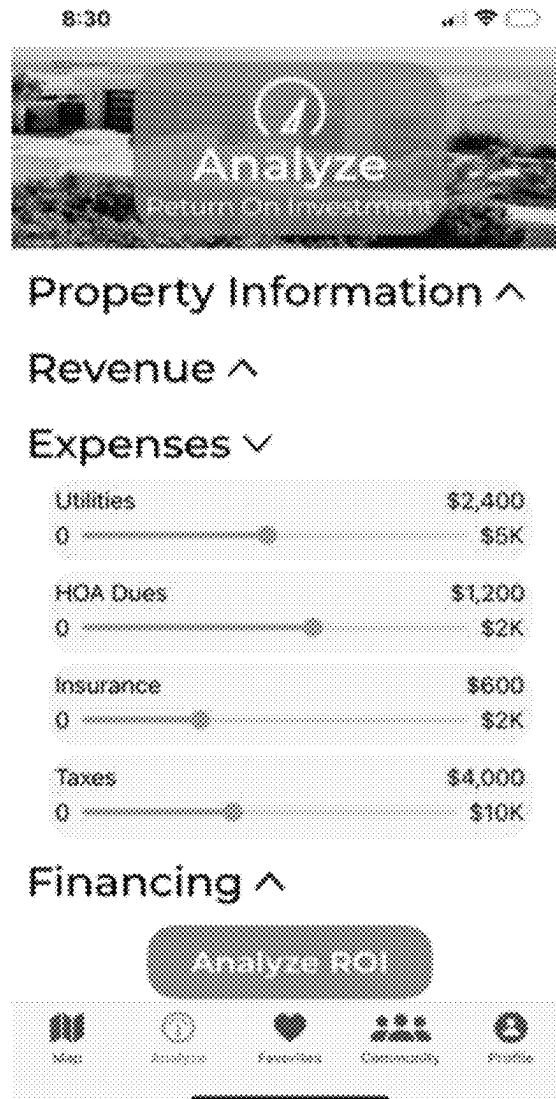 8:30
Analyze
Return On Investment
Property Information
Revenue
Expenses
Utilities $2,400
0 $5K
HOA Dues $1,200
0 $2K
Insurance $600
0 $2K
Taxes $4,000
0 $10K
Financing
Analyze ROI
Map Analyze Favorites Community Profile